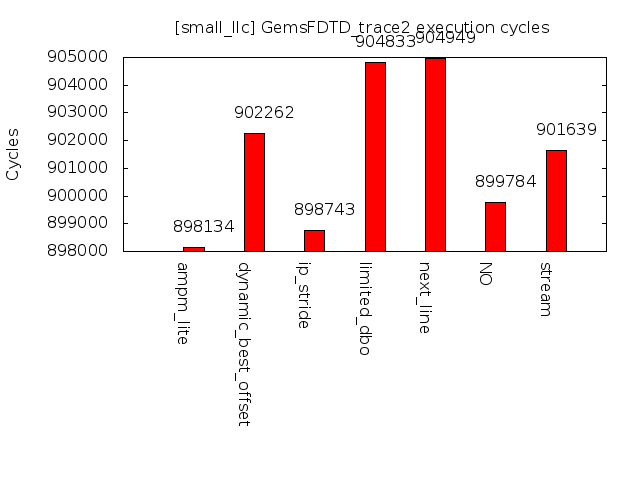 [small_llc] GemsFDTD_trace2 execution cycles
Cycles
905000
904000
903000
902000
901000
900000
899000
898000
898134
902262
898743
904833
904949
899784
901639
ampm_lite
dynamic_best_offset
ip_stride
limited_dbo
next_line
NO
stream